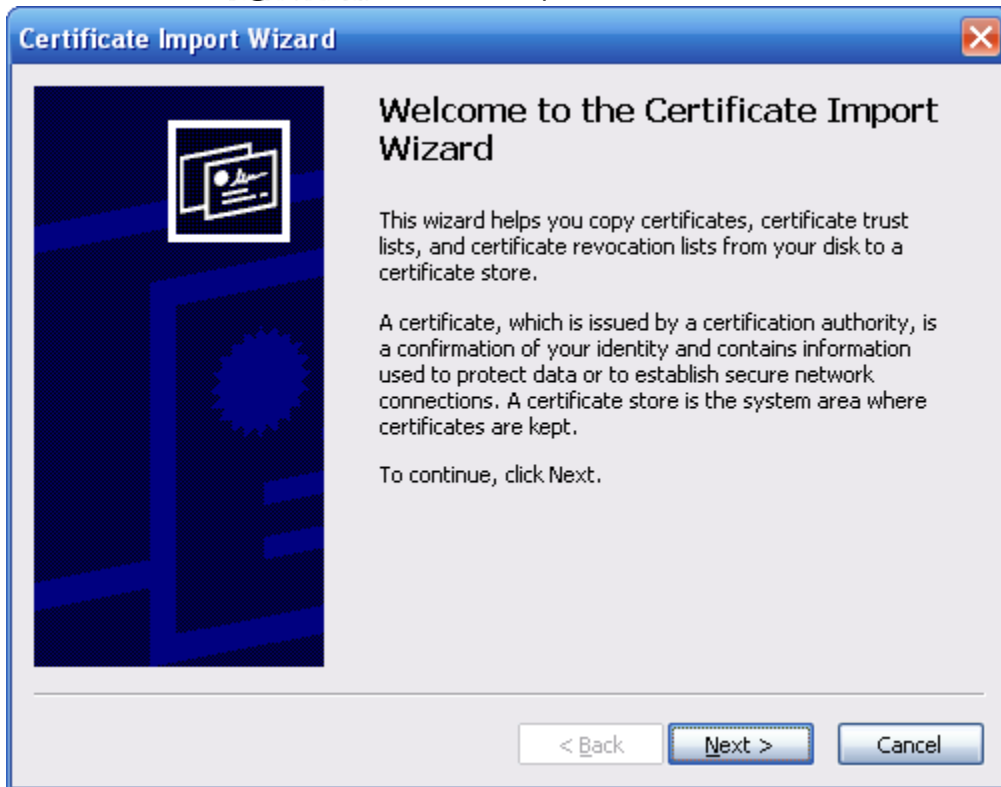 Certificate Import Wizard
Welcome to the Certificate Import
Wizard
This wizard helps you copy certificates, certificate trust
lists, and certificate revocation lists from your disk to a
certificate store.
A certificate, which is issued by a certification authority, is
a confirmation of your identity and contains information
used to protect data or to establish secure network
connections. A certificate store is the system area where
certificates are kept.
To continue, click Next.
< Back
Next >
Cancel